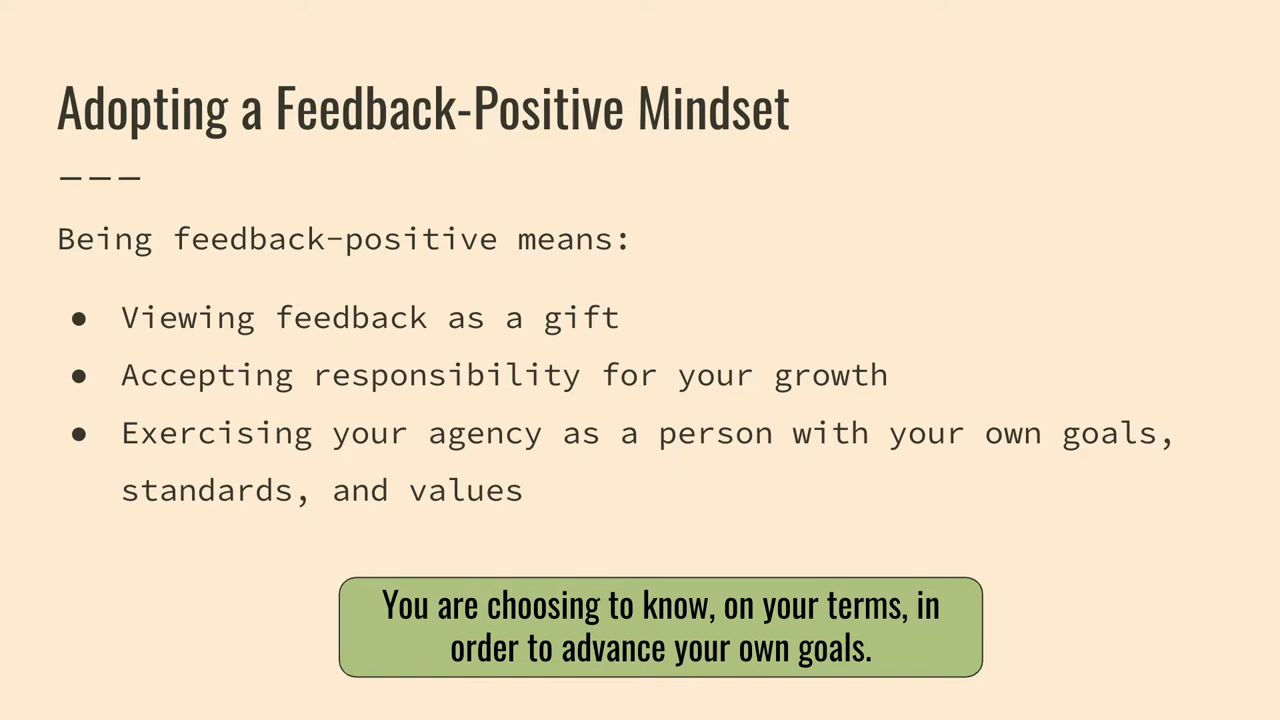 Adopting a Feedback-Positive Mindset
Being feedback-positive means:
● Viewing feedback as a gift
● Accepting responsibility for your growth
● Exercising your agency as a person with your own goals,
standards, and values
You are choosing to know, on your terms, in
order to advance your own goals.